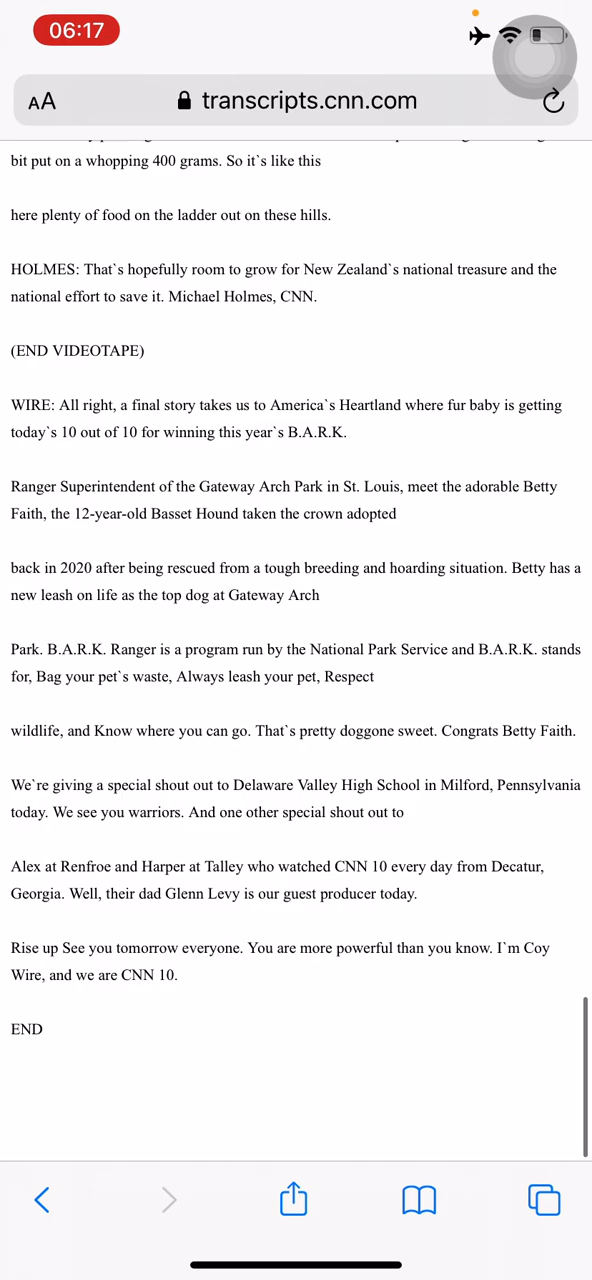 06:17
AA
transcripts.cnn.com
bit put on a whopping 400 grams. So it`s like this
here plenty of food on the ladder out on these hills.
HOLMES: That`s hopefully room to grow for New Zealand`s national treasure and the
national effort to save it. Michael Holmes, CNN.
(END VIDEOTAPE)
WIRE: All right, a final story takes us to America`s Heartland where fur baby is getting
today`s 10 out of 10 for winning this year`s B.A.R.K.
Ranger Superintendent of the Gateway Arch Park in St. Louis, meet the adorable Betty
Faith, the 12-year-old Basset Hound taken the crown adopted
back in 2020 after being rescued from a tough breeding and hoarding situation. Betty has a
new leash on life as the top dog at Gateway Arch
Park. B.A.R.K. Ranger is a program run by the National Park Service and B.A.R.K. stands
for, Bag your pet`s waste, Always leash your pet, Respect
wildlife, and Know where you can go. That`s pretty doggone sweet. Congrats Betty Faith.
We`re giving a special shout out to Delaware Valley High School in Milford, Pennsylvania
today. We see you warriors. And one other special shout out to
Alex at Renfroe and Harper at Talley who watched CNN 10 every day from Decatur,
Georgia. Well, their dad Glenn Levy is our guest producer today.
Rise up See you tomorrow everyone. You are more powerful than you know. I`m Coy
Wire, and we are CNN 10.
END